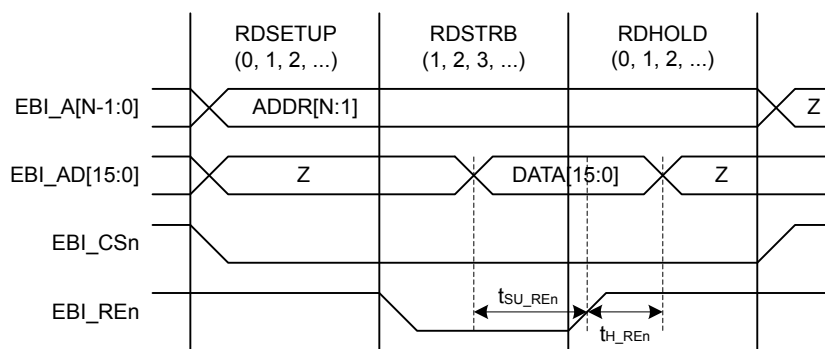 RDSETUP
(0, 1, 2, ...)
RDSTRB
(1, 2, 3, ...)
RDHOLD
(0, 1, 2, ...)
EBI_A[N-1:0]
ADDR[N:1]
Z
EBI_AD[15:0]
Z
DATA[15:0]
Z
EBI_CSn
EBI_REn
tSU_REn
tH_REn